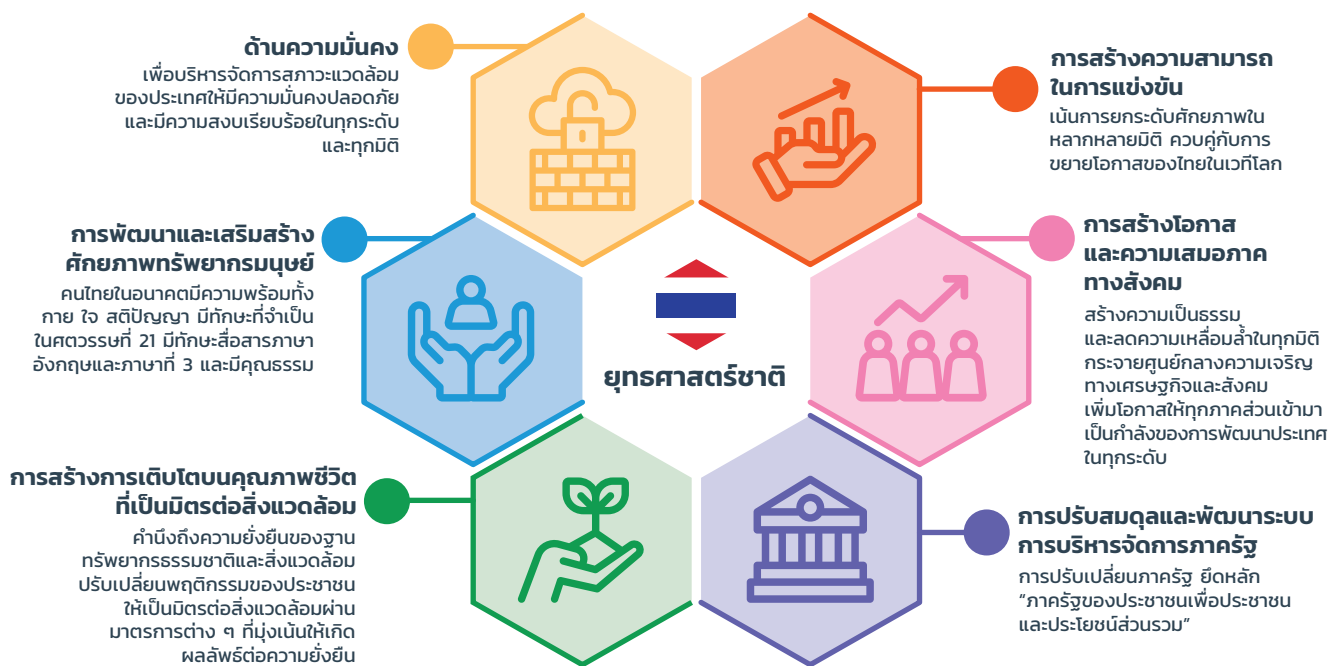 ด้านความมั่นคง
เพื่อบริหารจัดการสภาวะแวดล้อม
ของประเทศให้มีความมั่นคงปลอดภัย
และมีความสงบเรียบร้อยในทุกระดับ
และทุกมิติ
การสร้างความสามารถ
ในการแข่งขัน
เน้นการยกระดับศักยภาพใน
หลากหลายมิติ ควบคู่กับการ
ขยายโอกาสของไทยในเวทีโลก
การพัฒนาและเสริมสร้าง
ศักยภาพทรัพยากรมนุษย์
คนไทยในอนาคตมีความพร้อมทั้ง
กาย ใจ สติปัญญา มีทักษะที่จำเป็น
ในศตวรรษที่ 21 มีทักษะสื่อสารภาษา
อังกฤษและภาษาที่ 3 และมีคุณธรรม
การสร้างโอกาส
และความเสมอภาค
ทางสังคม
สร้างความเป็นธรรม
และลดความเหลื่อมล้ำในทุกมิติ
กระจายศูนย์กลางความเจริญ
ทางเศรษฐกิจและสังคม
เพิ่มโอกาสให้ทุกภาคส่วนเข้ามา
เป็นกำลังของการพัฒนาประเทศ
ในทุกระดับ
ยุทธศาสตร์ชาติ
การสร้างการเติบโตบนคุณภาพชีวิต
ที่เป็นมิตรต่อสิ่งแวดล้อม
คำนึงถึงความยั่งยืนของฐาน
ทรัพยากรธรรมชาติและสิ่งแวดล้อม
ปรับเปลี่ยนพฤติกรรมของประชาชน
ให้เป็นมิตรต่อสิ่งแวดล้อมผ่าน
มาตรการต่าง ๆ ที่มุ่งเน้นให้เกิด
ผลลัพธ์ต่อความยั่งยืน
การปรับสมดุลและพัฒนาระบบ
การบริหารจัดการภาครัฐ
การปรับเปลี่ยนภาครัฐ ยึดหลัก
“ภาครัฐของประชาชนเพื่อประชาชน
และประโยชน์ส่วนรวม”